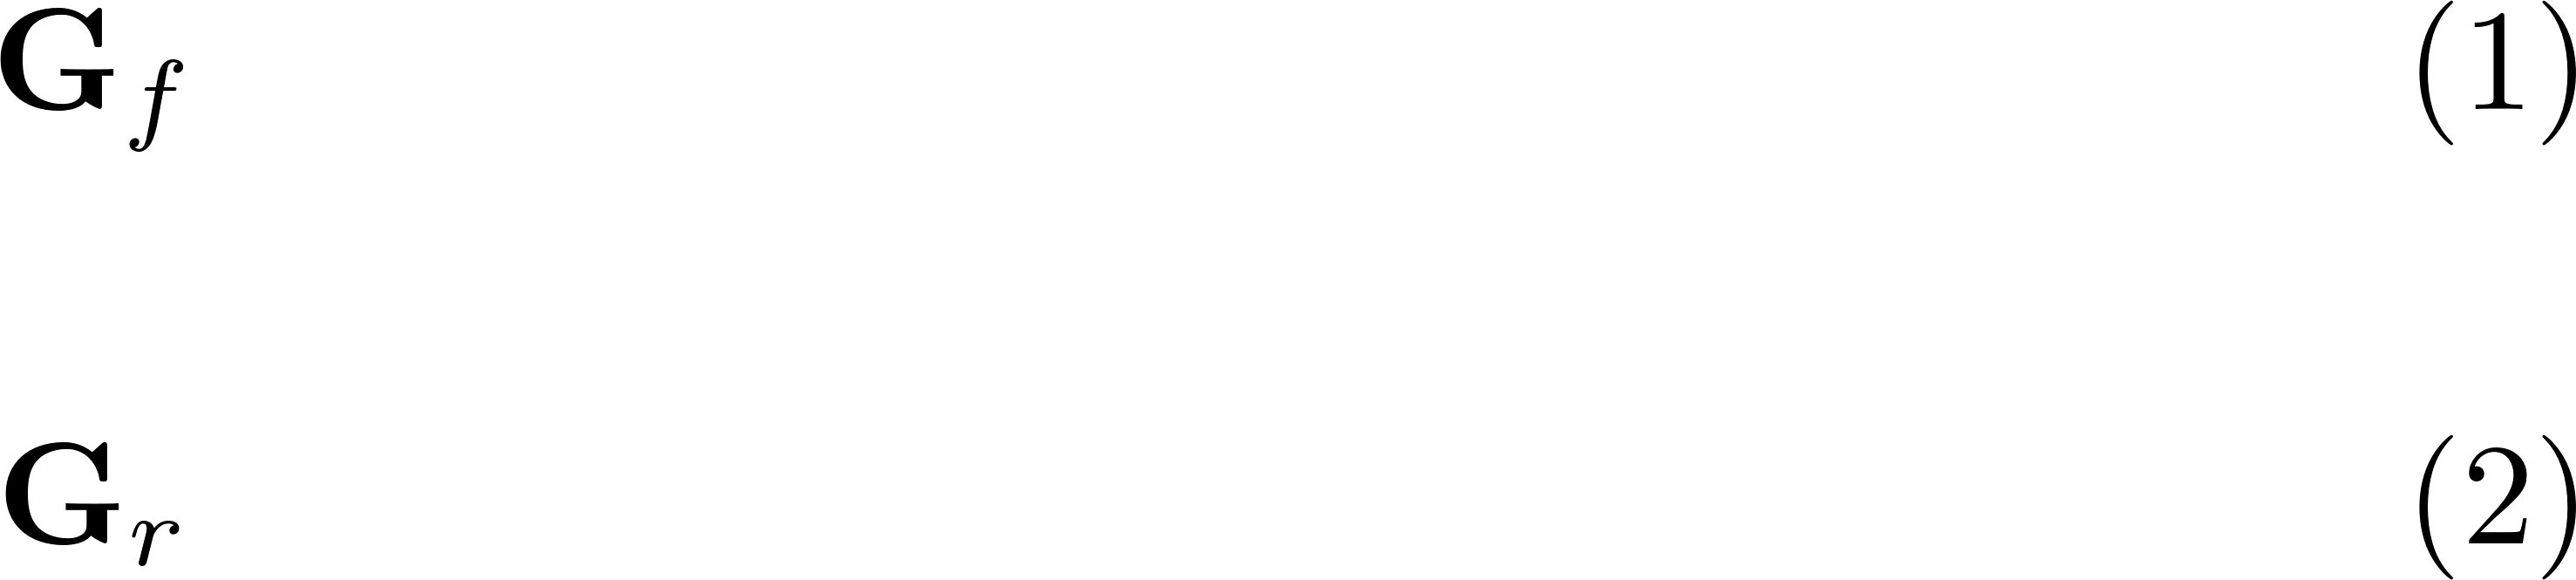 𝐆_f (1)
𝐆_r (2)